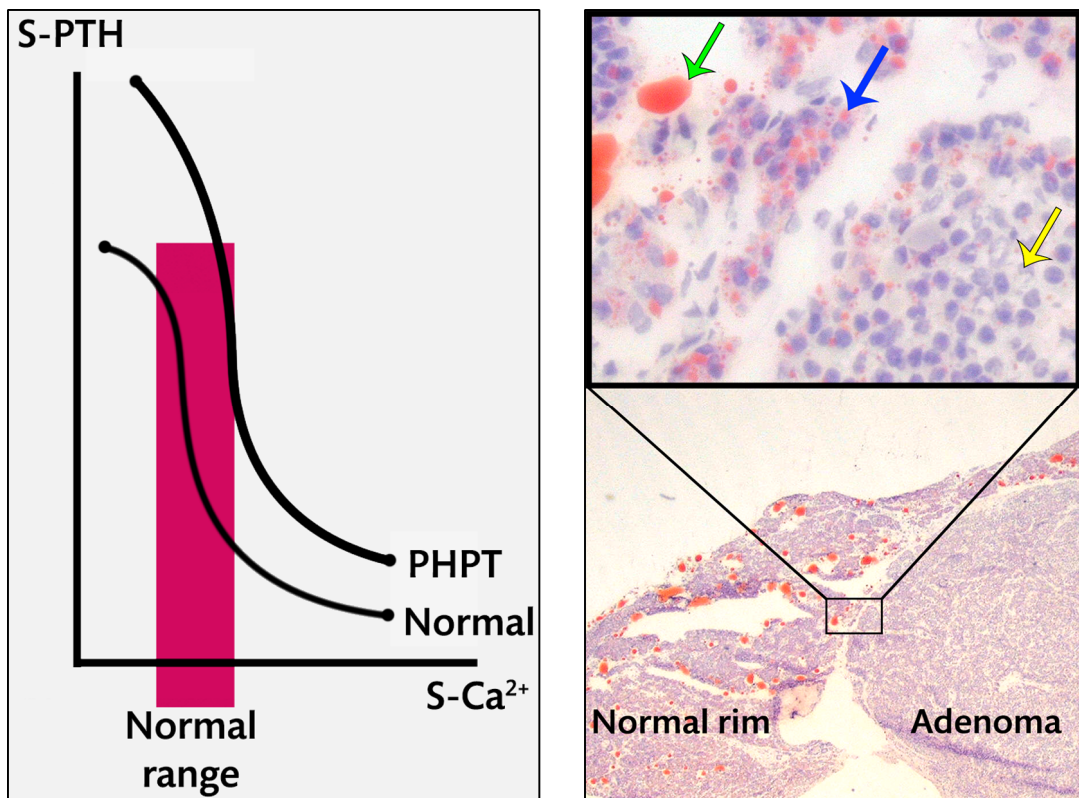 S-PTH
PHPT
Normal
S-Ca²⁺
Normal
range
Normal rim
Adenoma